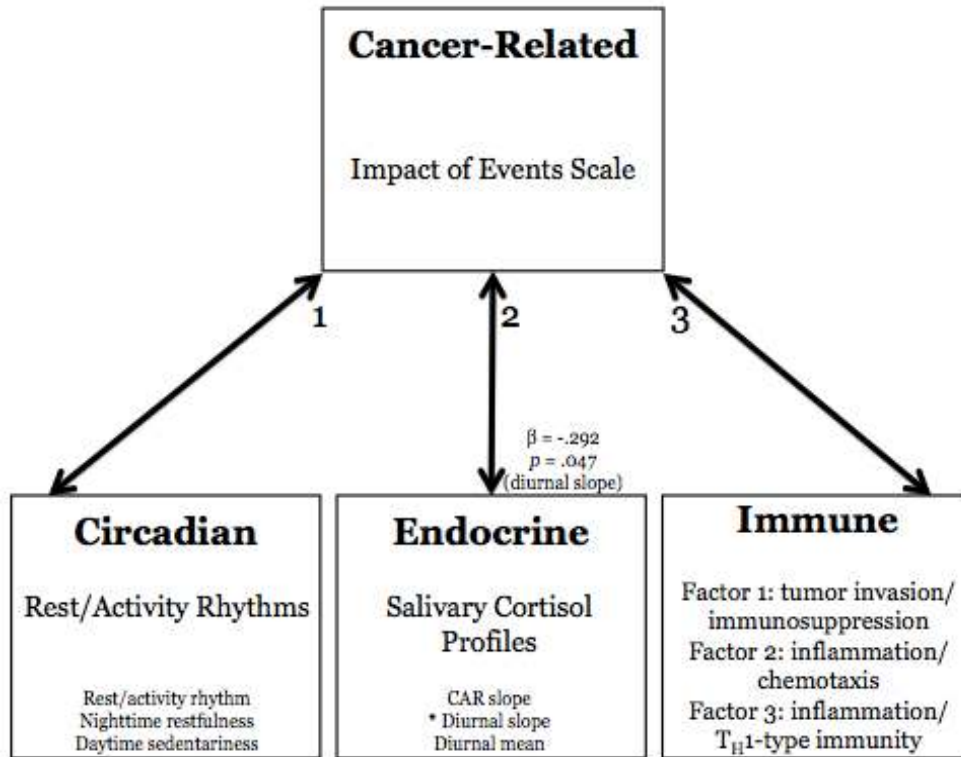 Cancer-Related
Impact of Events Scale
1
2
3
β = -.292
p = .047
(diurnal slope)
Circadian
Rest/Activity Rhythms
Rest/activity rhythm
Nighttime restfulness
Daytime sedentariness
Endocrine
Salivary Cortisol
Profiles
CAR slope
* Diurnal slope
Diurnal mean
Immune
Factor 1: tumor invasion/
immunosuppression
Factor 2: inflammation/
chemotaxis
Factor 3: inflammation/
T_H1-type immunity